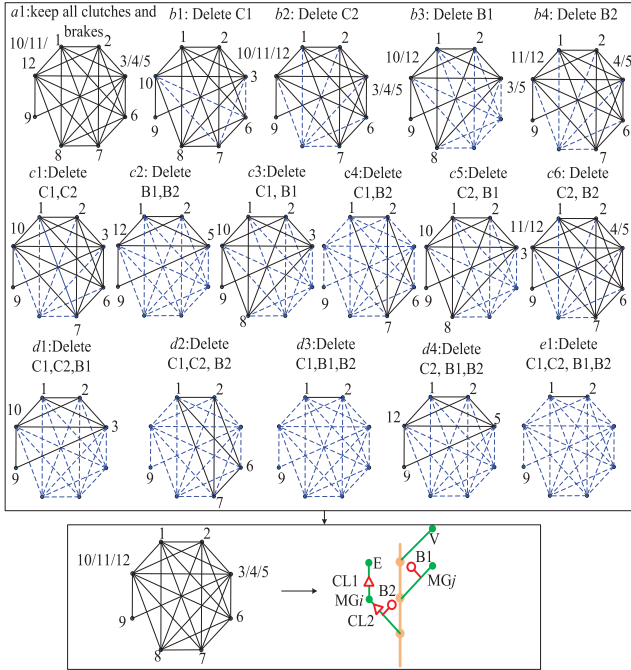 a1:keep all clutches and
brakes
b1: Delete C1
b2: Delete C2
b3: Delete B1
b4: Delete B2
10/11/
12
1
2
3/4/5
6
7
8
9
1
2
10
3
6
7
8
9
1
2
10/11/12
3/4/5
6
7
9
1
2
10/12
3/5
8
9
1
2
11/12
4/5
6
7
9
c1:Delete
C1,C2
c2: Delete
B1,B2
c3:Delete
C1, B1
c4:Delete
C1,B2
c5:Delete
C2, B1
c6: Delete
C2, B2
1
2
10
3
6
7
9
1
2
12
5
9
1
2
10
3
8
9
1
2
6
7
1
2
10
3
8
9
1
2
11/12
4/5
6
7
9
d1:Delete
C1,C2,B1
d2:Delete
C1,C2, B2
d3:Delete
C1,B1,B2
d4:Delete
C2, B1,B2
e1:Delete
C1,C2, B1,B2
1
2
10
3
9
1
2
6
7
1
2
1
2
12
5
9
1
2
1
2
10/11/12
3/4/5
6
7
8
9
V
E
B1
CL1
MGj
MGi
B2
CL2